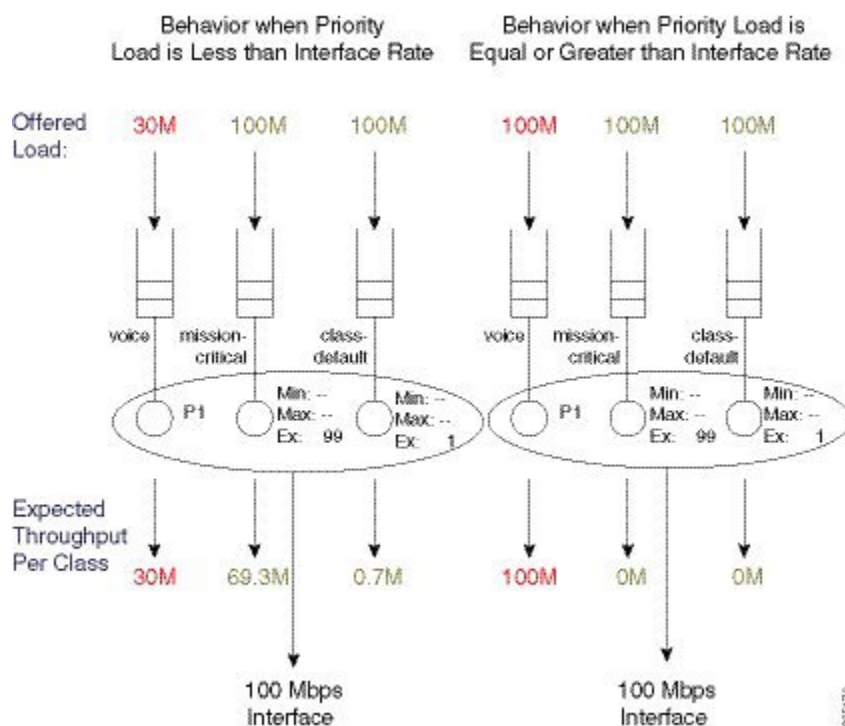 Behavior when Priority
Load is Less than Interface Rate
Behavior when Priority Load is
Equal or Greater than Interface Rate
Offered
Load:
30M 100M 100M 100M 100M 100M
voice mission-
critical class-
default voice mission-
critical class-
default
P1 Min: --
Max: --
Ex: 99 Min: --
Max: --
Ex: 1 P1 Min: --
Max: --
Ex: 99 Min: --
Max: --
Ex: 1
Expected
Throughput
Per Class
30M 69.3M 0.7M 100M 0M 0M
100 Mbps
Interface
100 Mbps
Interface